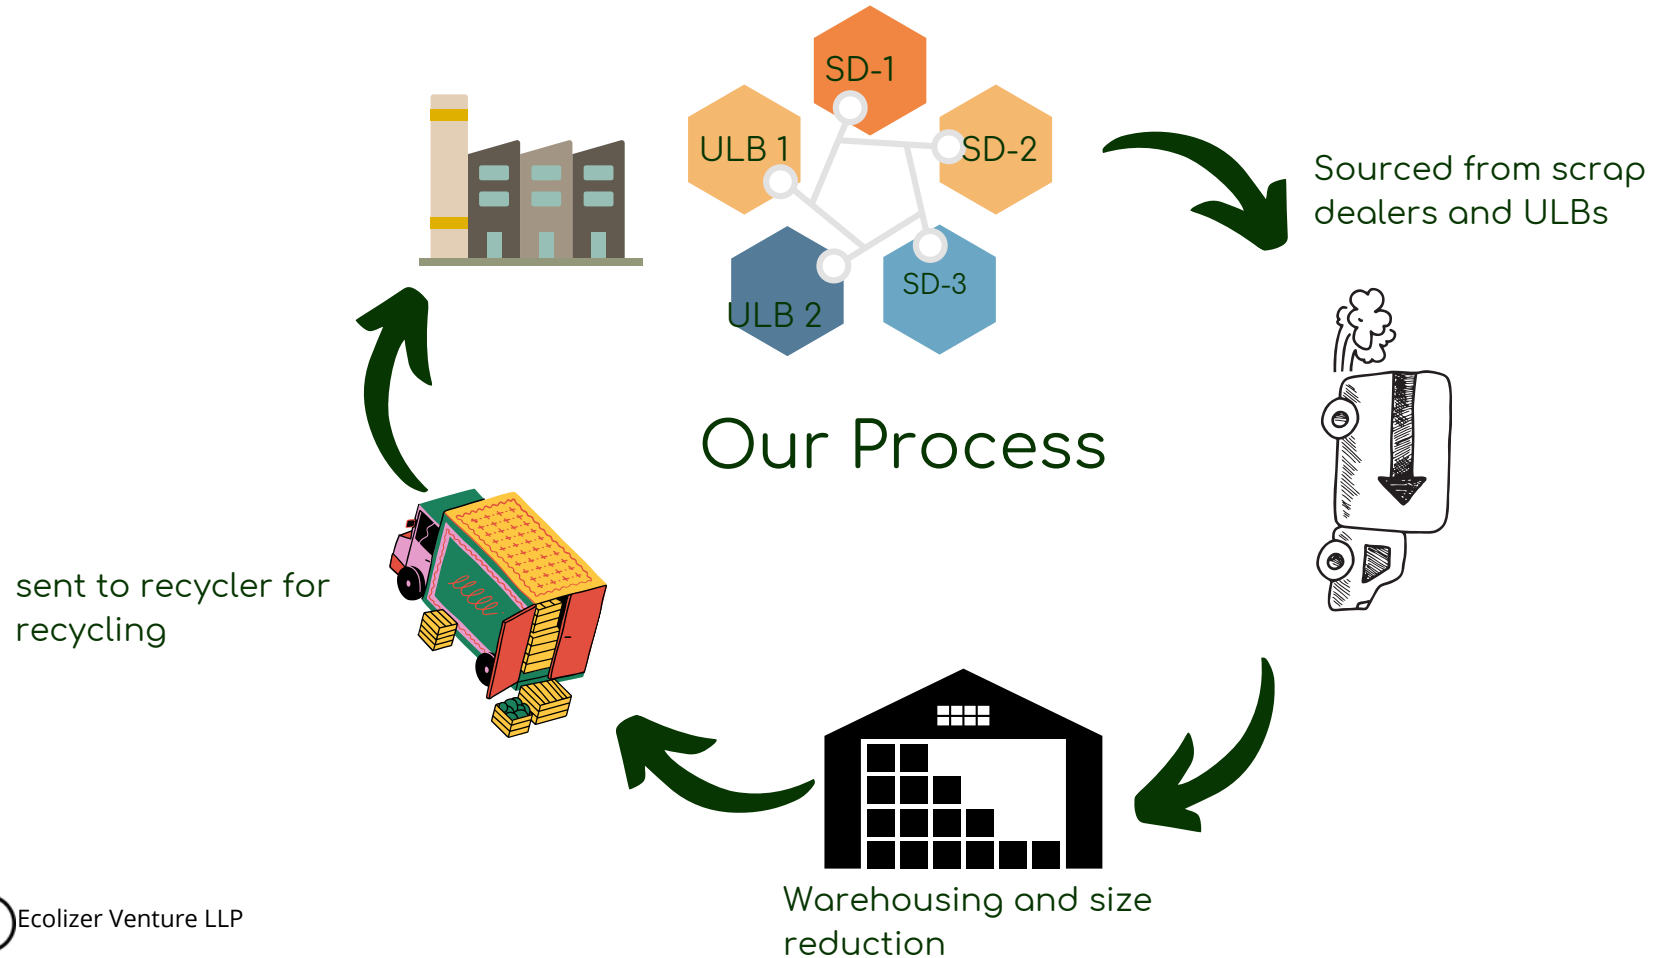 SD-1
ULB 1
SD-2
SD-3
ULB 2
Sourced from scrap
dealers and ULBs
Our Process
sent to recycler for
recycling
Warehousing and size
reduction
Ecolizer Venture LLP